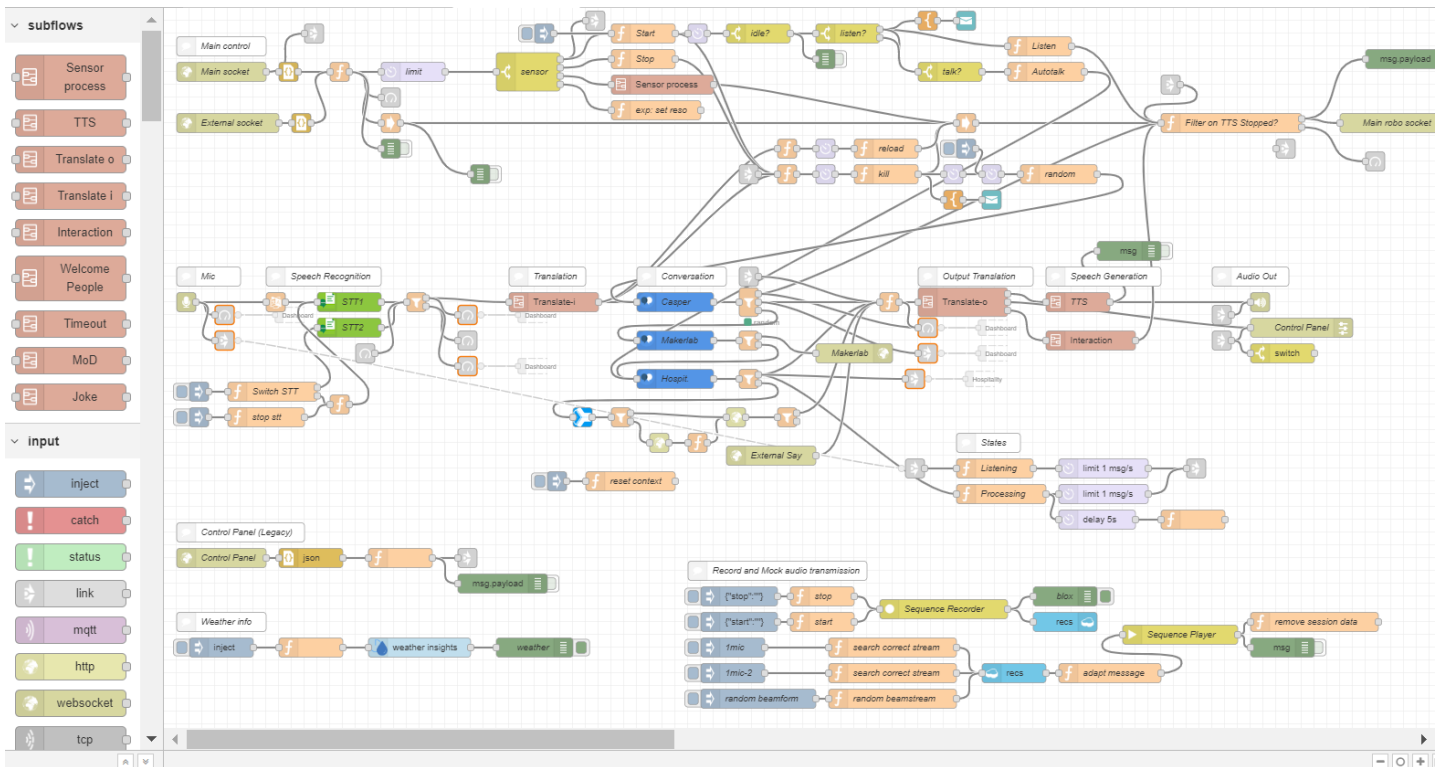 subflows
Sensor
process
TTS
Translate o
Translate i
Interaction
Welcome
People
Timeout
MoD
Joke
input
inject
catch
status
link
mqtt
http
websocket
tcp
Main control
Start
idle?
listen?
Listen
msg.payload
Main socket
limit
sensor
Stop
talk?
Autotalk
Sensor process
exp: set reso
External socket
Filter on TTS Stopped?
Main robo socket
reload
kill
random
msg
Mic
Speech Recognition
Translation
Conversation
Output Translation
Speech Generation
Audio Out
STT1
Translate-i
Casper
Translate-o
TTS
Dashboard
Dashboard
random
STT2
Dashboard
Control Panel
Makerlab
Interaction
Makerlab
Dashboard
switch
Dashboard
Hospit
Hospitality
Switch STT
stop stt
External Say
States
Listening
limit 1 msg/s
reset context
Processing
limit 1 msg/s
delay 5s
Control Panel (Legacy)
Control Panel
json
msg.payload
Record and Mock audio transmission
{"stop":""}
stop
blox
Sequence Recorder
{"start":""}
start
recs
remove session data
Weather info
Sequence Player
inject
weather insights
weather
1mic
search correct stream
msg
1mic-2
search correct stream
recs
adapt message
random beamform
random beamstream